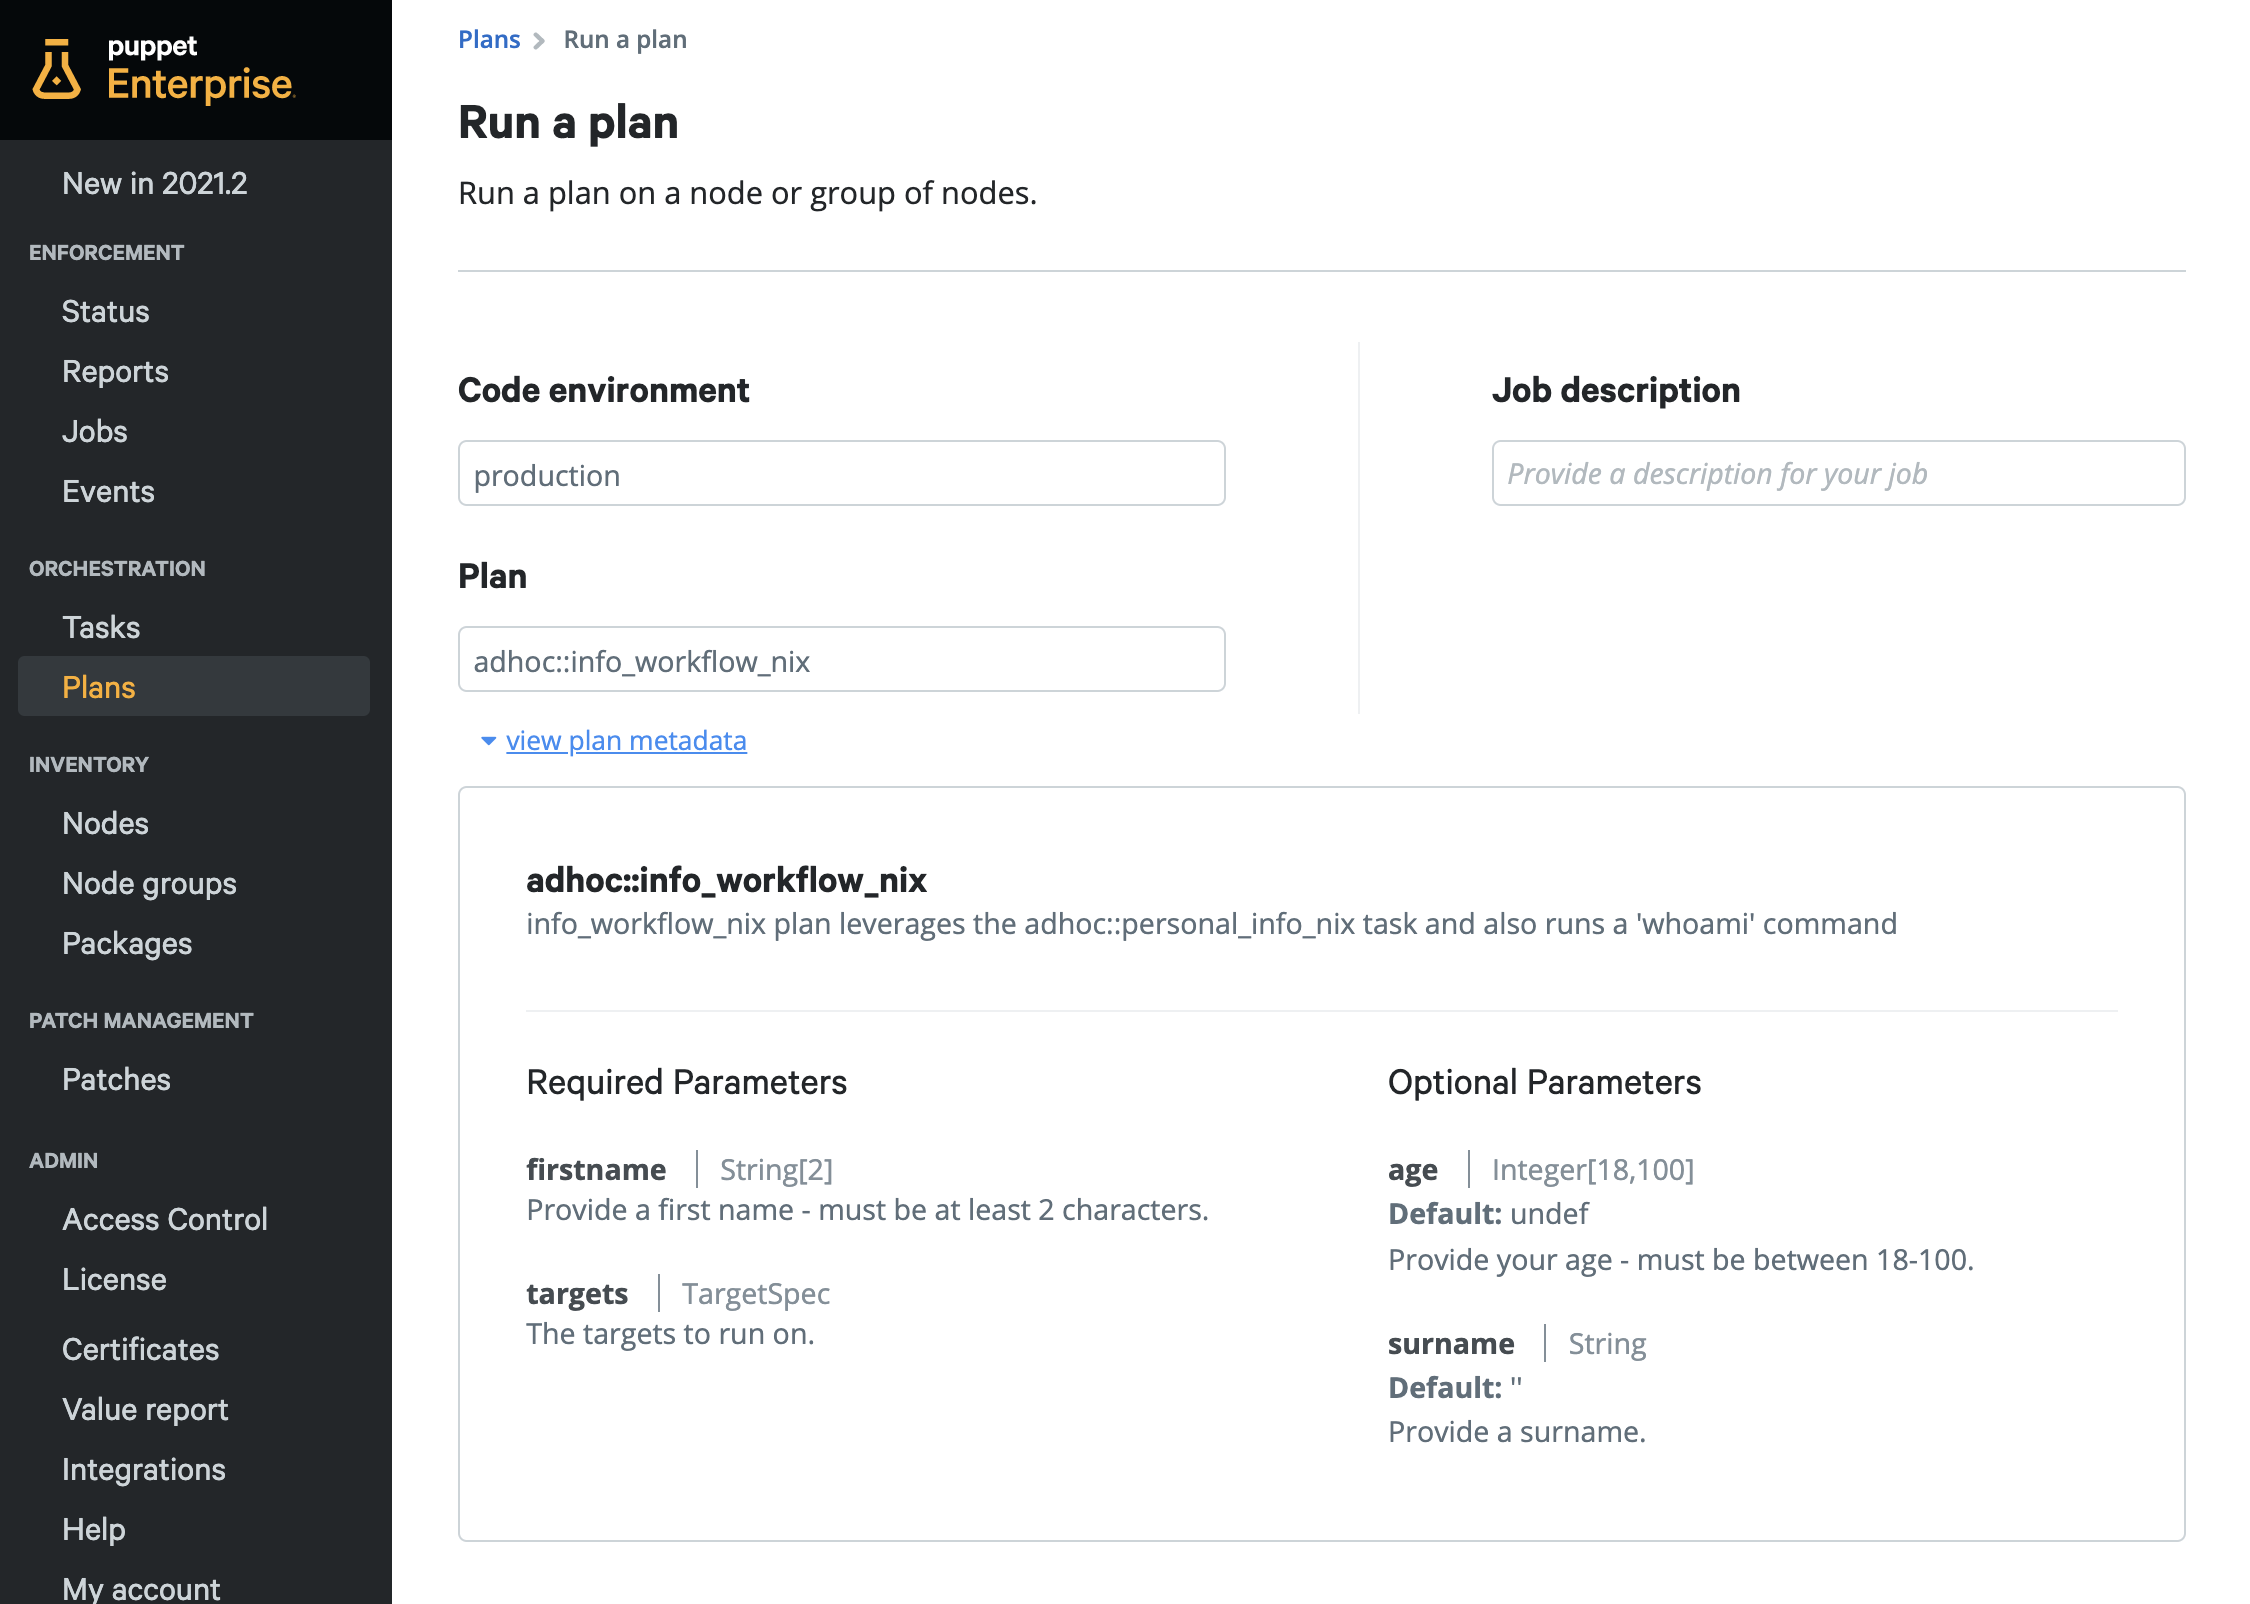 puppet
Enterprise
New in 2021.2
ENFORCEMENT
Status
Reports
Jobs
Events
ORCHESTRATION
Tasks
Plans
INVENTORY
Nodes
Node groups
Packages
PATCH MANAGEMENT
Patches
ADMIN
Access Control
License
Certificates
Value report
Integrations
Help
My account
Plans > Run a plan
Run a plan
Run a plan on a node or group of nodes.
Code environment
production
Plan
adhoc::info_workflow_nix
view plan metadata
Job description
Provide a description for your job
adhoc::info_workflow_nix
info_workflow_nix plan leverages the adhoc::personal_info_nix task and also runs a 'whoami' command
Required Parameters
firstname | String[2]
Provide a first name - must be at least 2 characters.
targets | TargetSpec
The targets to run on.
Optional Parameters
age | Integer[18,100]
Default: undef
Provide your age - must be between 18-100.
surname | String
Default: ''
Provide a surname.